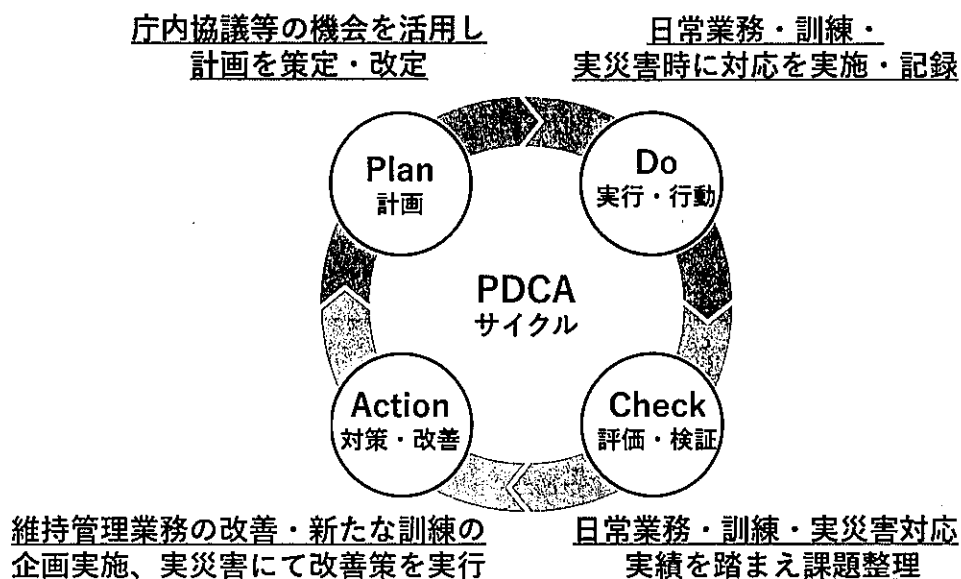 庁内協議等の機会を活用し
計画を策定・改定
日常業務・訓練・
実災害時に対応を実施・記録
Plan
計画
Do
実行・行動
PDCA
サイクル
Action
対策・改善
Check
評価・検証
維持管理業務の改善・新たな訓練の
企画実施、実災害にて改善策を実行
日常業務・訓練・実災害対応
実績を踏まえ課題整理